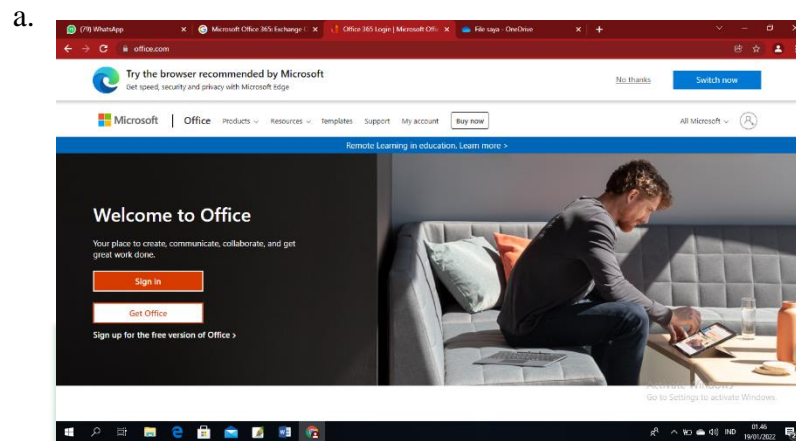 a.
(79) WhatsApp
Microsoft Office 365: Exchange
Office 365 Login | Microsoft Offic
File saya - OneDrive
office.com
Try the browser recommended by Microsoft
Get speed, security and privacy with Microsoft Edge
No thanks
Switch now
Microsoft | Office Products Resources Templates Support My account Buy now
All Microsoft
Remote Learning in education. Learn more >
Welcome to Office
Your place to create, communicate, collaborate, and get
great work done.
Sign in
Get Office
Sign up for the free version of Office >
Activate Windows
Go to Settings to activate Windows.
IND
01.46
19/01/2022